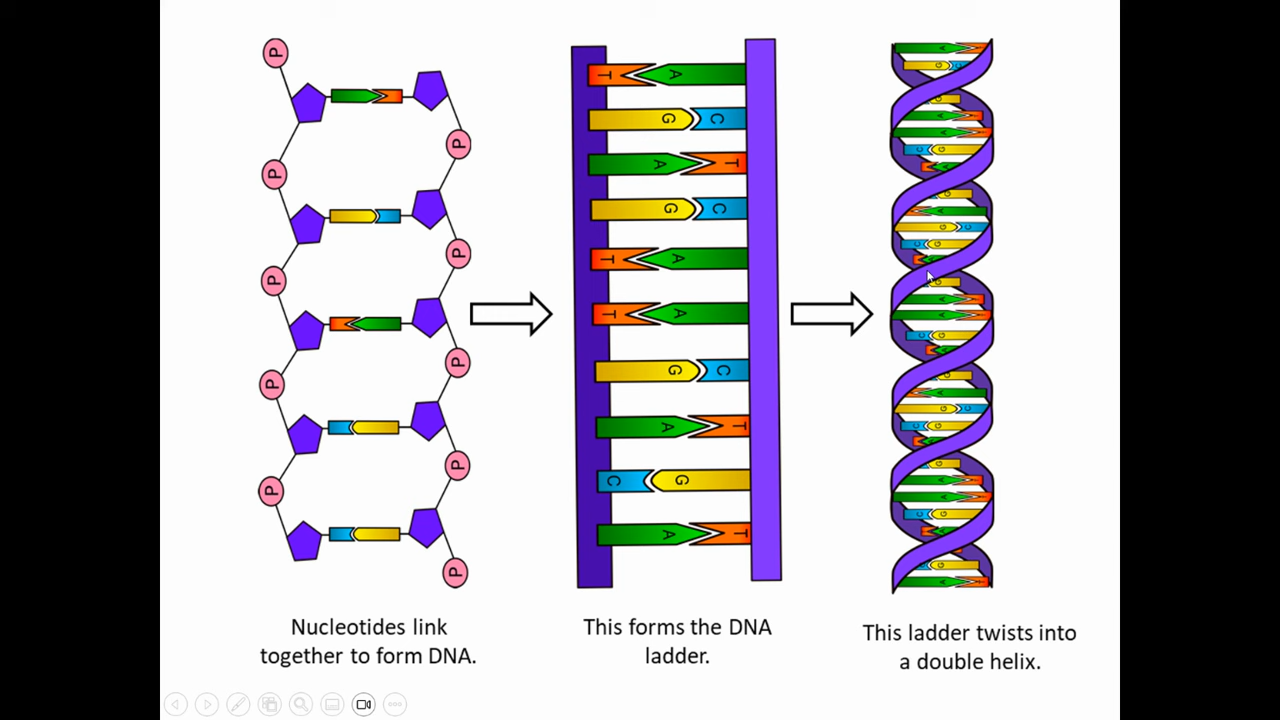 P
P
P
P
P
P
P
P
P
P
T A
G C
A T
G C
T A
T A
G C
A T
C G
A T
Nucleotides link
together to form DNA.
This forms the DNA
ladder.
This ladder twists into
a double helix.